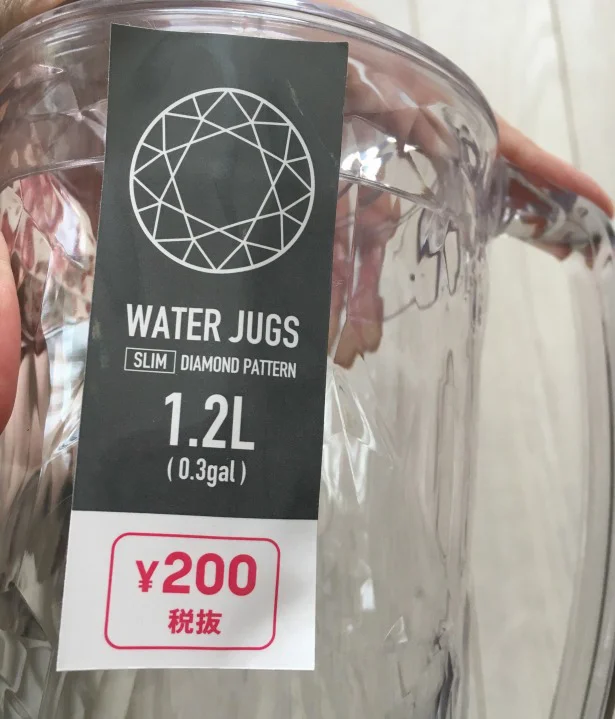 WATER JUGS
SLIM DIAMOND PATTERN
1.2L
(0.3gal)
¥200
税抜